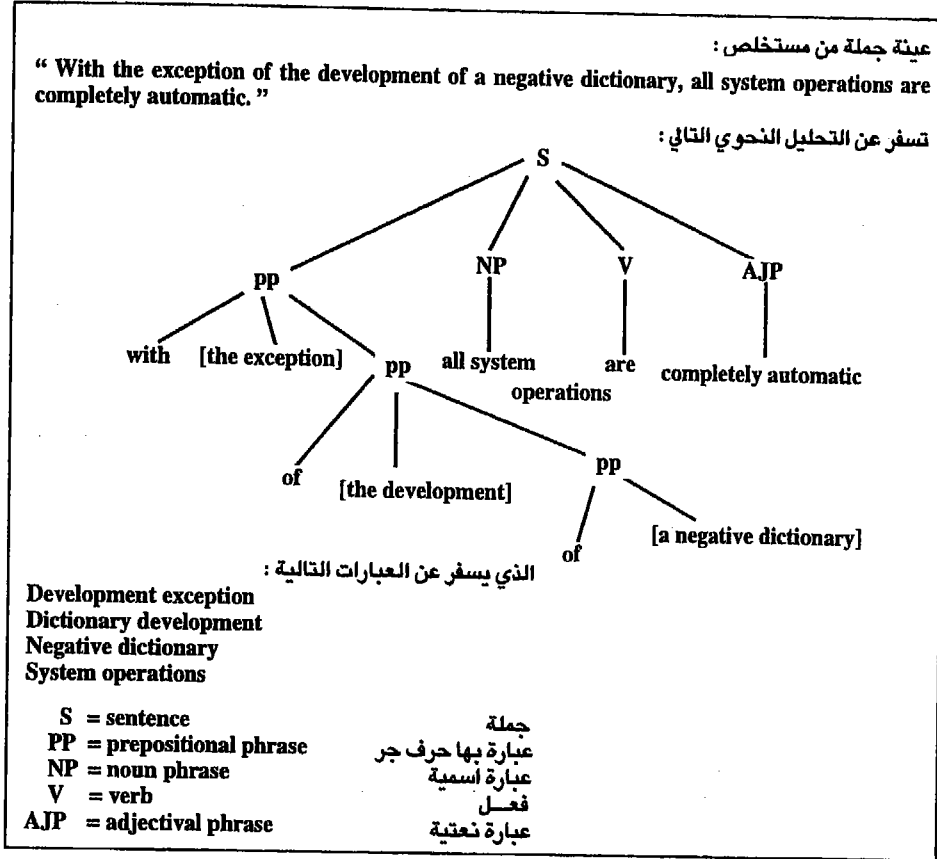 عينة جملة من مستخلص :
“ With the exception of the development of a negative dictionary, all system operations are
completely automatic. ”
تسفر عن التحليل النحوي التالي :
S
pp NP V AJP
with [the exception] pp all system are completely automatic
operations
of [the development] pp
of [a negative dictionary]
الذي يسفر عن العبارات التالية :
Development exception
Dictionary development
Negative dictionary
System operations
S = sentence جملة
PP = prepositional phrase عبارة بها حرف جر
NP = noun phrase عبارة اسمية
V = verb فعـــل
AJP = adjectival phrase عبارة نعتية